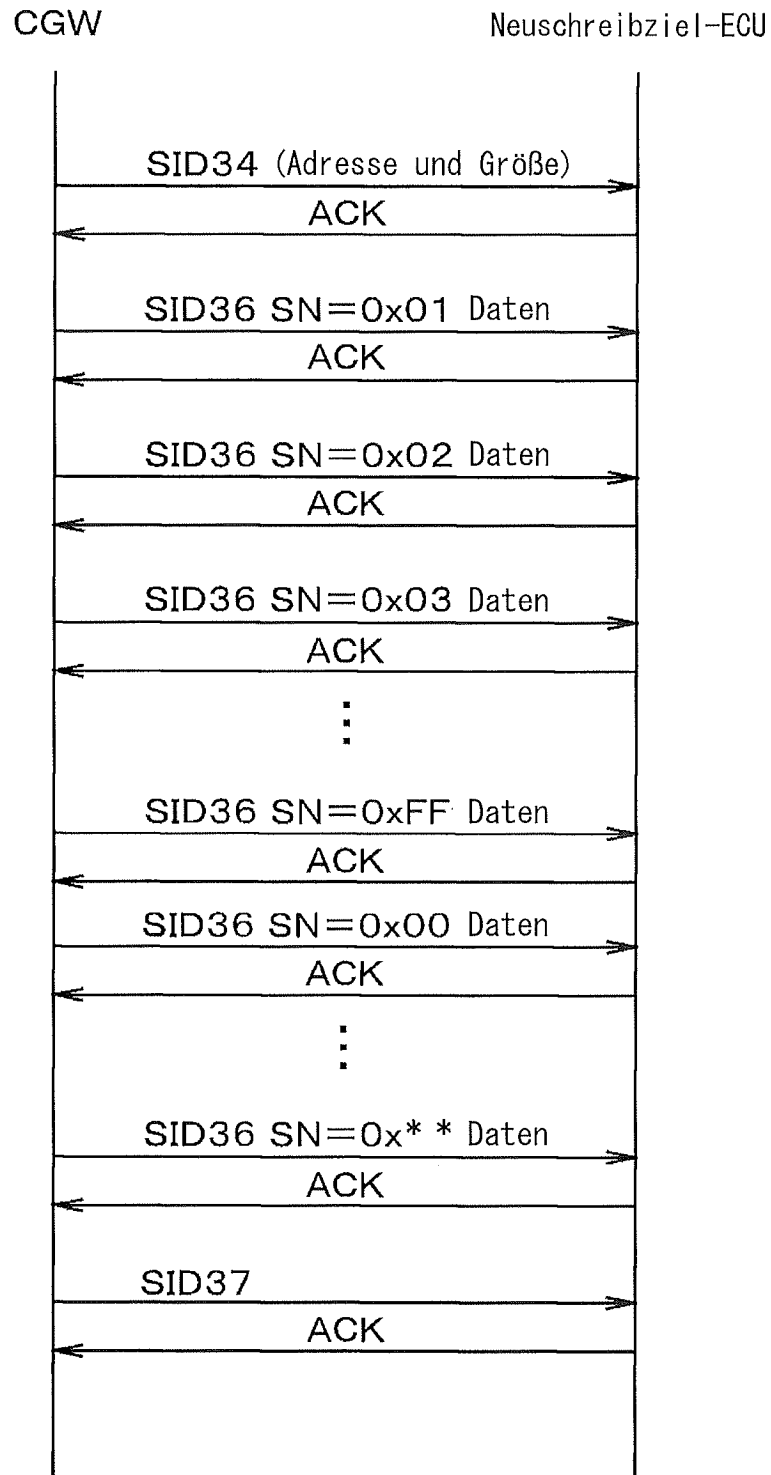 CGW Neuschreibziel-ECU
SID34 (Adresse und Größe)
ACK
SID36 SN=0x01 Daten
ACK
SID36 SN=0x02 Daten
ACK
SID36 SN=0x03 Daten
ACK
⋮
SID36 SN=0xFF Daten
ACK
SID36 SN=0x00 Daten
ACK
⋮
SID36 SN=0x** Daten
ACK
SID37
ACK